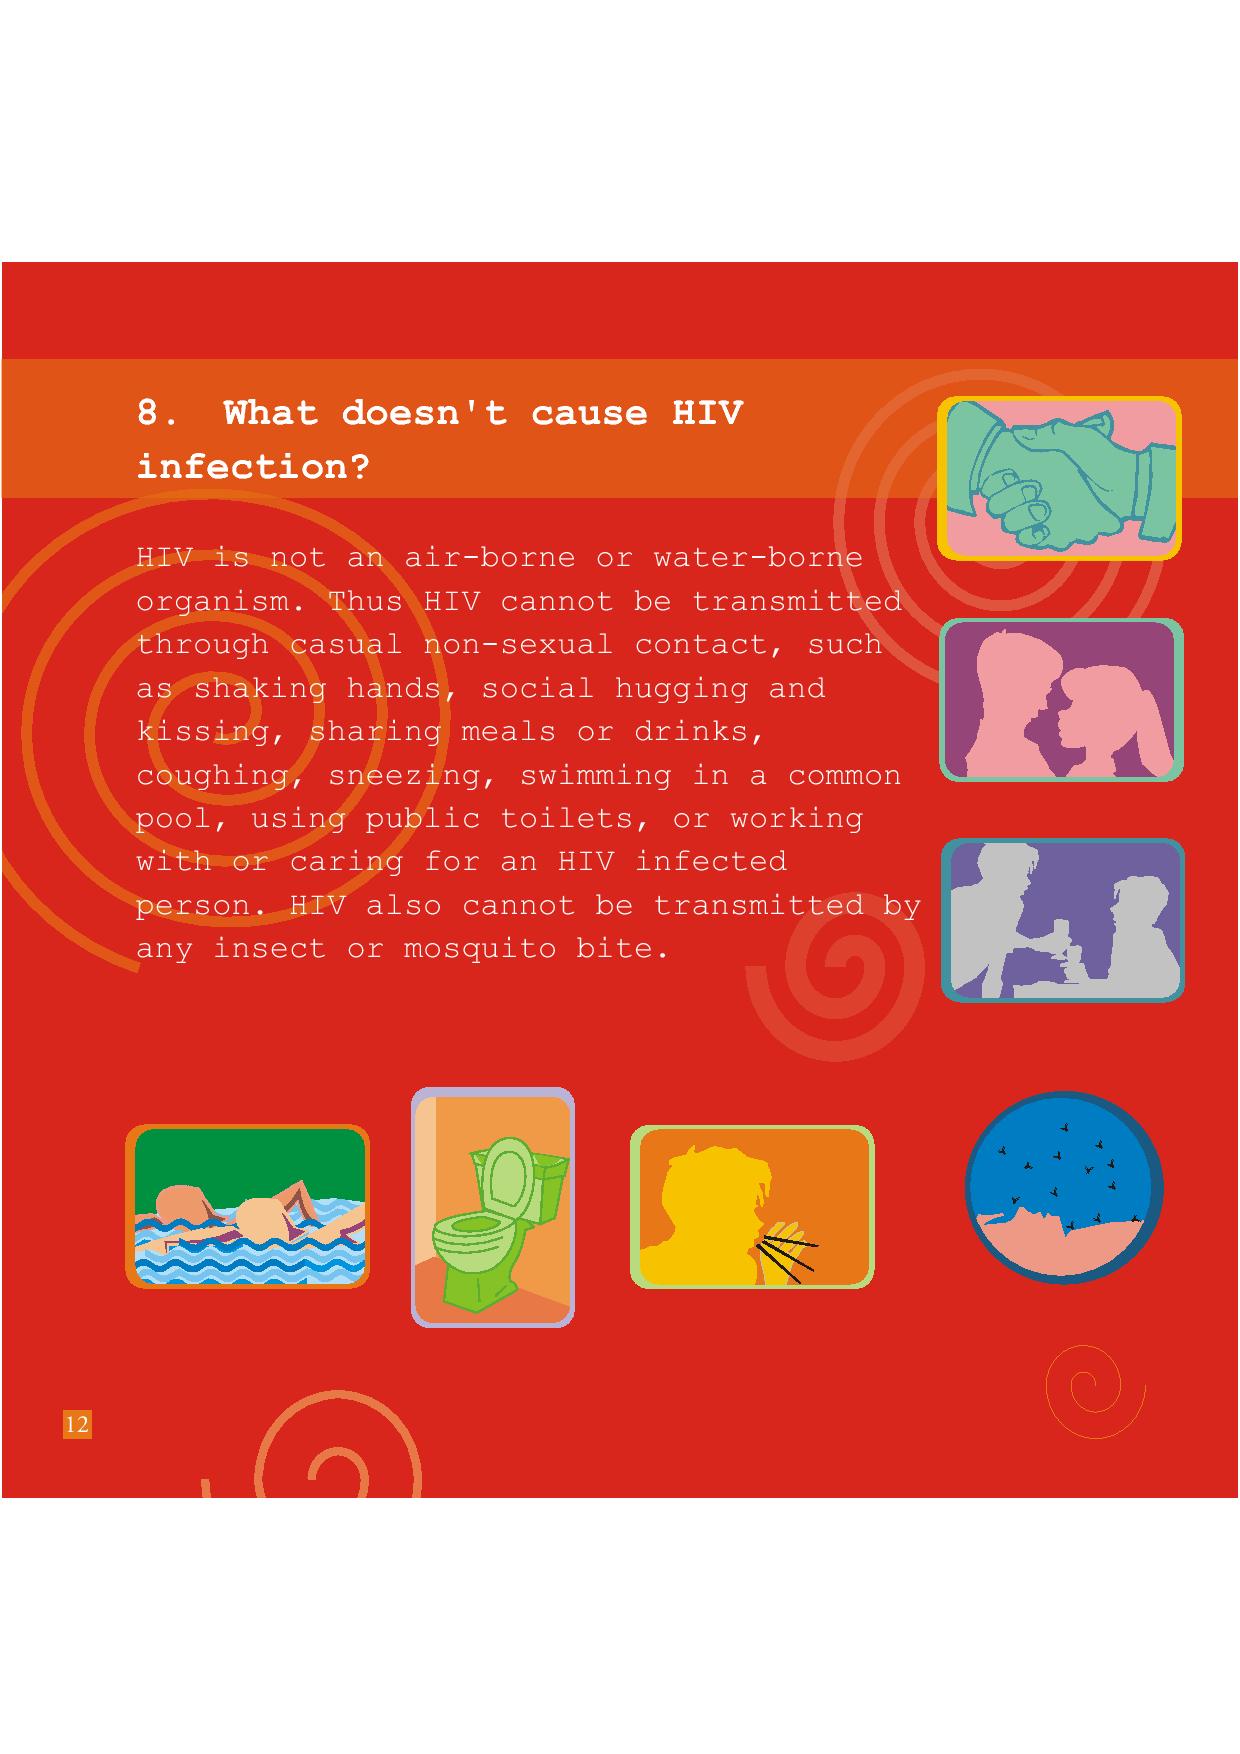 8. What doesn't cause HIV
infection?
HIV is not an air-borne or water-borne
organism. Thus HIV cannot be transmitted
through casual non-sexual contact, such
as shaking hands, social hugging and
kissing, sharing meals or drinks,
coughing, sneezing, swimming in a common
pool, using public toilets, or working
with or caring for an HIV infected
person. HIV also cannot be transmitted by
any insect or mosquito bite.
12